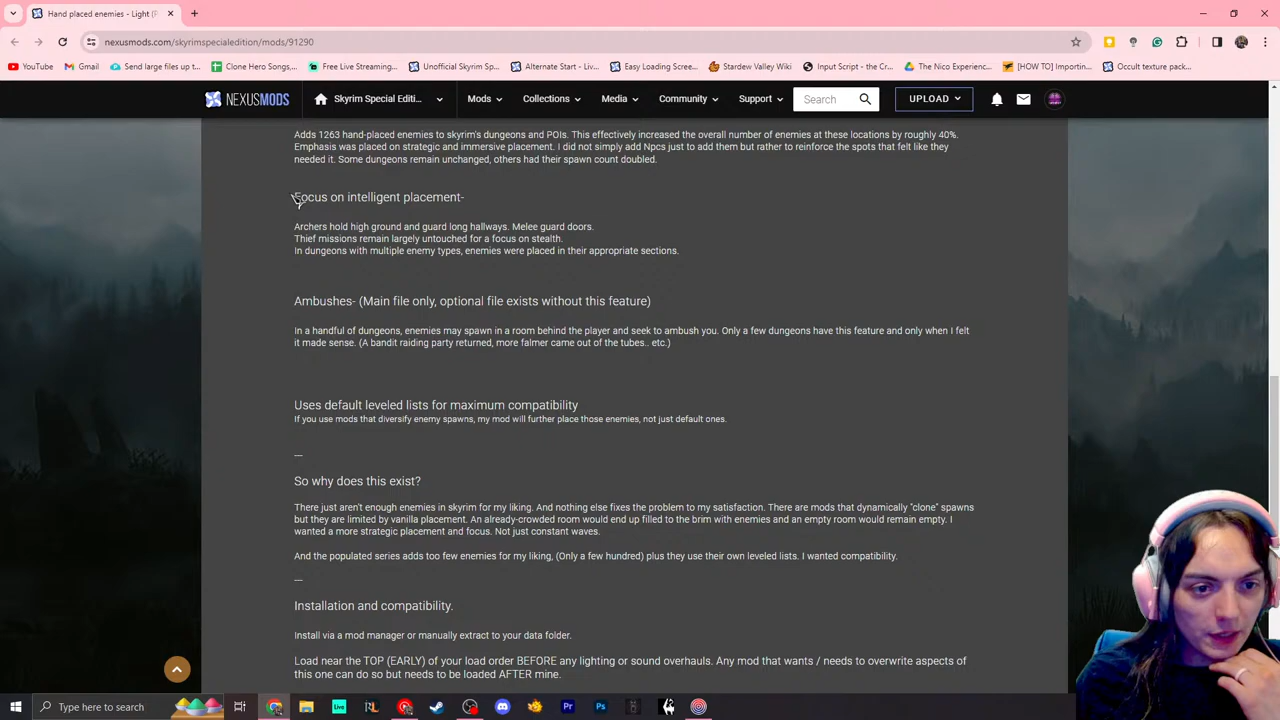 Hand placed enemies - Light (F
nexusmods.com/skyrimspecialedition/mods/91290
YouTube
Gmail
Send large files up t...
Clone Hero Songs,...
Free Live Streaming...
Unofficial Skyrim Sp...
Alternate Start - Liv...
Easy Loading Scree...
Stardew Valley Wiki
Input Script - the Cr...
The Nico Experienc...
[HOW TO] Importin...
Occult texture pack...
NEXUSMODS
Skyrim Special Editi...
Mods
Collections
Media
Community
Support
Search
UPLOAD
Adds 1263 hand-placed enemies to skyrim's dungeons and POIs. This effectively increased the overall number of enemies at these locations by roughly 40%.
Emphasis was placed on strategic and immersive placement. I did not simply add Npcs just to add them but rather to reinforce the spots that felt like they
needed it. Some dungeons remain unchanged, others had their spawn count doubled.
Focus on intelligent placement-
Archers hold high ground and guard long hallways. Melee guard doors.
Thief missions remain largely untouched for a focus on stealth.
In dungeons with multiple enemy types, enemies were placed in their appropriate sections.
Ambushes- (Main file only, optional file exists without this feature)
In a handful of dungeons, enemies may spawn in a room behind the player and seek to ambush you. Only a few dungeons have this feature and only when I felt
it made sense. (A bandit raiding party returned, more falmer came out of the tubes.. etc.)
Uses default leveled lists for maximum compatibility
If you use mods that diversify enemy spawns, my mod will further place those enemies, not just default ones.
—
So why does this exist?
There just aren't enough enemies in skyrim for my liking. And nothing else fixes the problem to my satisfaction. There are mods that dynamically "clone" spawns
but they are limited by vanilla placement. An already-crowded room would end up filled to the brim with enemies and an empty room would remain empty. I
wanted a more strategic placement and focus. Not just constant waves.
And the populated series adds too few enemies for my liking, (Only a few hundred) plus they use their own leveled lists. I wanted compatibility.
—
Installation and compatibility.
Install via a mod manager or manually extract to your data folder.
Load near the TOP (EARLY) of your load order BEFORE any lighting or sound overhauls. Any mod that wants / needs to overwrite aspects of
this one can do so but needs to be loaded AFTER mine.
Type here to search
Live
Pr
Ps